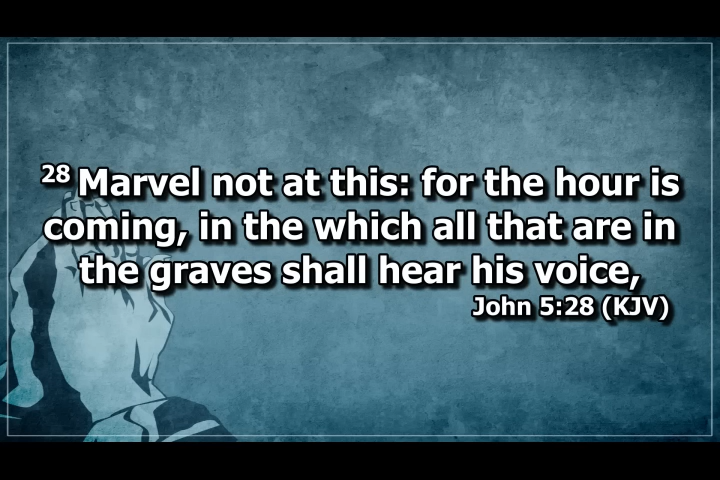 28 Marvel not at this: for the hour is
coming, in the which all that are in
the graves shall hear his voice,
John 5:28 (KJV)